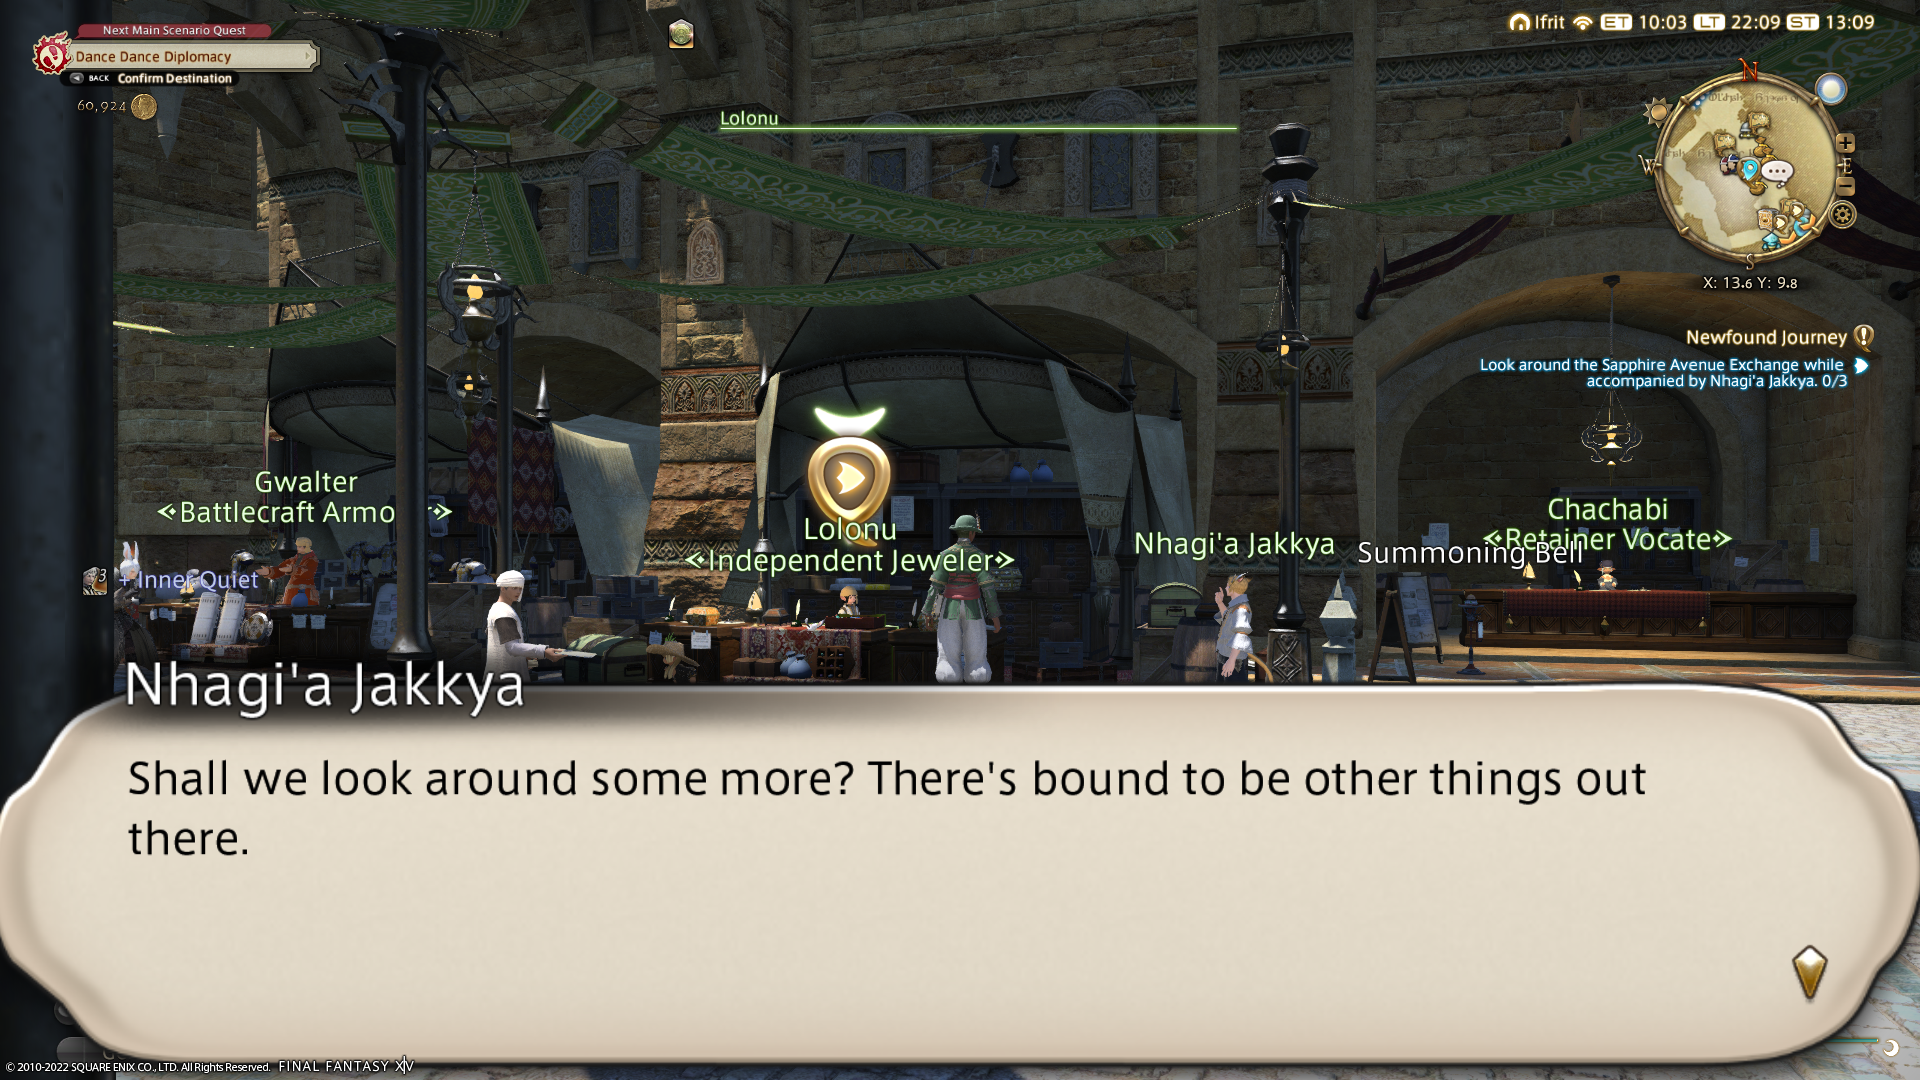 Next Main Scenario Quest
Dance Dance Diplomacy
BACK Confirm Destination
60,924
Ifrit ET 10:03 LT 22:09 ST 13:09
Lolonu
N
W
E
S
X: 13.6 Y: 9.8
Newfound Journey
Look around the Sapphire Avenue Exchange while
accompanied by Nhagi'a Jakkya. 0/3
Gwalter
Battlecraft Armo
Lolonu
Independent Jeweler
Nhagi'a Jakkya
Summoning Bell
Chachabi
Retainer Vocate
3
+ Inner Quiet
Nhagi'a Jakkya
Shall we look around some more? There's bound to be other things out
there.
© 2010-2022 SQUARE ENIX CO., LTD. All Rights Reserved. FINAL FANTASY XIV